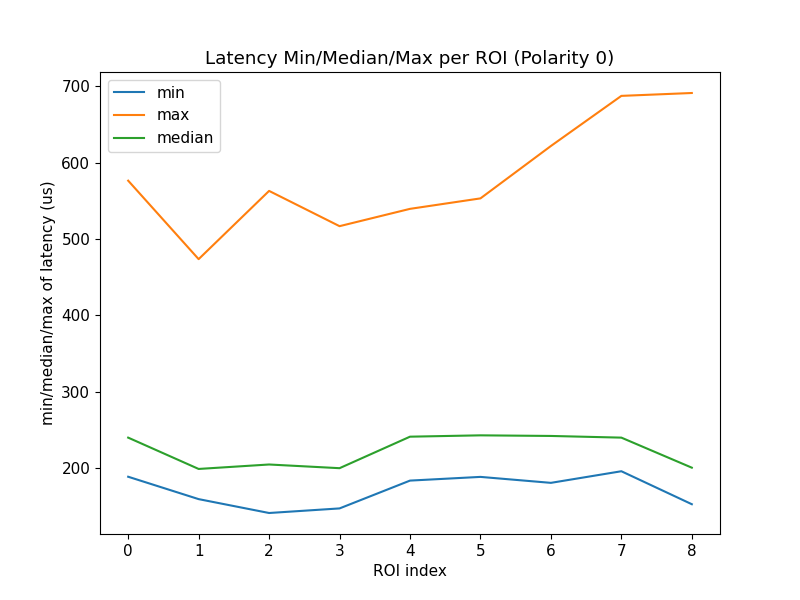 Latency Min/Median/Max per ROI (Polarity 0)
min
max
median
700
600
500
400
300
200
min/median/max of latency (us)
0 1 2 3 4 5 6 7 8
ROI index